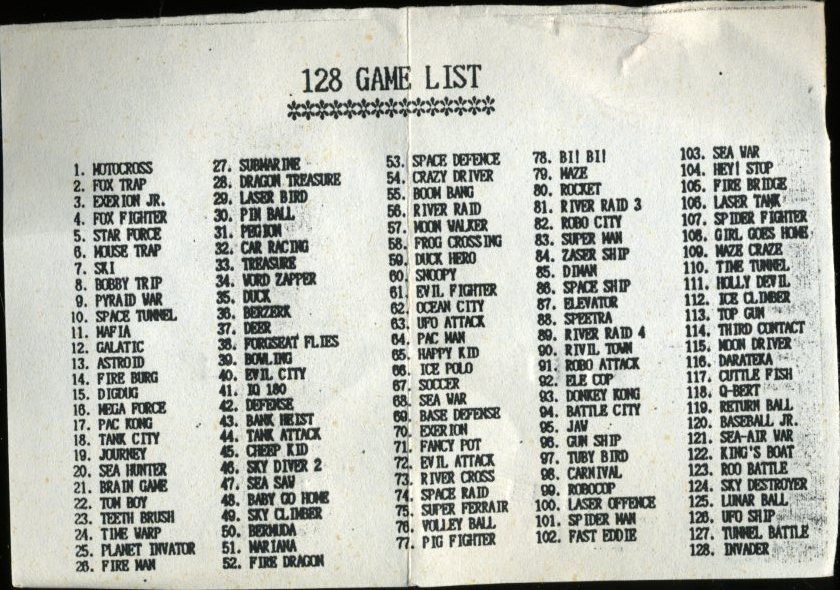 128 GAME LIST
1. MOTOCROSS
2. FOX TRAP
3. EXERION JR.
4. FOX FIGHTER
5. STAR FORCE
6. MOUSE TRAP
7. SKI
8. BOBBY TRIP
9. PYRAID WAR
10. SPACE TUNNEL
11. MAFIA
12. GALATIC
13. ASTROID
14. FIRE BURG
15. DIGDUG
16. MEGA FORCE
17. PAC KONG
18. TANK CITY
19. JOURNEY
20. SEA HUNTER
21. BRAIN GAME
22. TOM BOY
23. TEETH BRUSH
24. TIME WARP
25. PLANET INVATOR
26. FIRE MAN
27. SUBMARINE
28. DRAGON TREASURE
29. LASER BIRD
30. PIN BALL
31. PEGION
32. CAR RACING
33. TREASURE
34. WORD ZAPPER
35. DUCK
36. BERZERK
37. DEER
38. FORGSEAT FLIES
39. BOWLING
40. EVIL CITY
41. IQ 180
42. DEFENSE
43. BANK HEIST
44. TANK ATTACK
45. CHEEP KID
46. SKY DIVER 2
47. SEA SAW
48. BABY GO HOME
49. SKY CLIMBER
50. BERMUDA
51. MARIANA
52. FIRE DRAGON
53. SPACE DEFENCE
54. CRAZY DRIVER
55. BOOM BANG
56. RIVER RAID
57. MOON WALKER
58. FROG CROSSING
59. DUCK HERO
60. SNOOPY
61. EVIL FIGHTER
62. OCEAN CITY
63. UFO ATTACK
64. PAC MAN
65. HAPPY KID
66. ICE POLO
67. SOCCER
68. SEA WAR
69. BASE DEFENSE
70. EXERION
71. FANCY POT
72. EVIL ATTACK
73. RIVER CROSS
74. SPACE RAID
75. SUPER FERRAIR
76. VOLLEY BALL
77. PIG FIGHTER
78. BI! BI!
79. MAZE
80. ROCKET
81. RIVER RAID 3
82. ROBO CITY
83. SUPER MAN
84. ZASER SHIP
85. DIMAN
86. SPACE SHIP
87. ELEVATOR
88. SPEETRA
89. RIVER RAID 4
90. RIVIL TOWN
91. ROBO ATTACK
92. ELE COP
93. DONKEY KONG
94. BATTLE CITY
95. JAW
96. GUN SHIP
97. TUBY BIRD
98. CARNIVAL
99. ROBOCOP
100. LASER OFFENCE
101. SPIDER MAN
102. FAST EDDIE
103. SEA WAR
104. HEY! STOP
105. FIRE BRIDGE
106. LASER TANK
107. SPIDER FIGHTER
108. GIRL GOES HOME
109. MAZE CRAZE
110. TIME TUNNEL
111. HOLLY DEVIL
112. ICE CLIMBER
113. TOP GUN
114. THIRD CONTACT
115. MOON DRIVER
116. DARATEKA
117. CUTTLE FISH
118. Q-BERT
119. RETURN BALL
120. BASEBALL JR.
121. SEA-AIR WAR
122. KING'S BOAT
123. ROO BATTLE
124. SKY DESTROYER
125. LUNAR BALL
126. UFO SHIP
127. TUNNEL BATTLE
128. INVADER